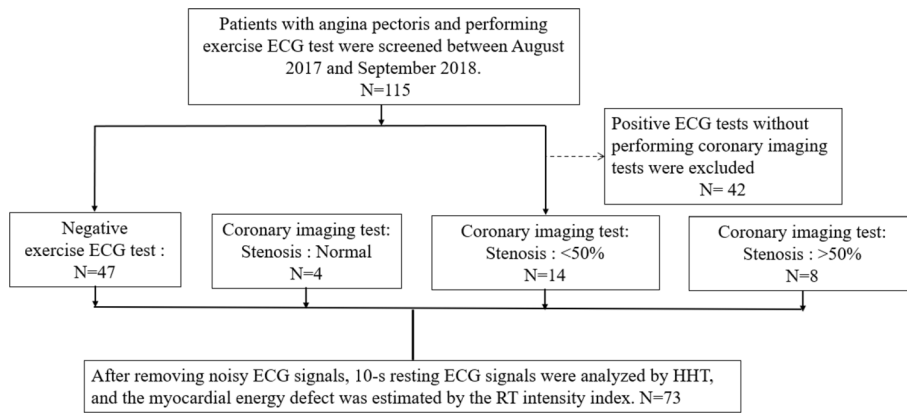 Patients with angina pectoris and performing
exercise ECG test were screened between August
2017 and September 2018.
N=115
Positive ECG tests without
performing coronary imaging
tests were excluded
N= 42
Negative
exercise ECG test :
N=47
Coronary imaging test:
Stenosis : Normal
N=4
Coronary imaging test:
Stenosis : <50%
N=14
Coronary imaging test:
Stenosis : >50%
N=8
After removing noisy ECG signals, 10-s resting ECG signals were analyzed by HHT,
and the myocardial energy defect was estimated by the RT intensity index. N=73